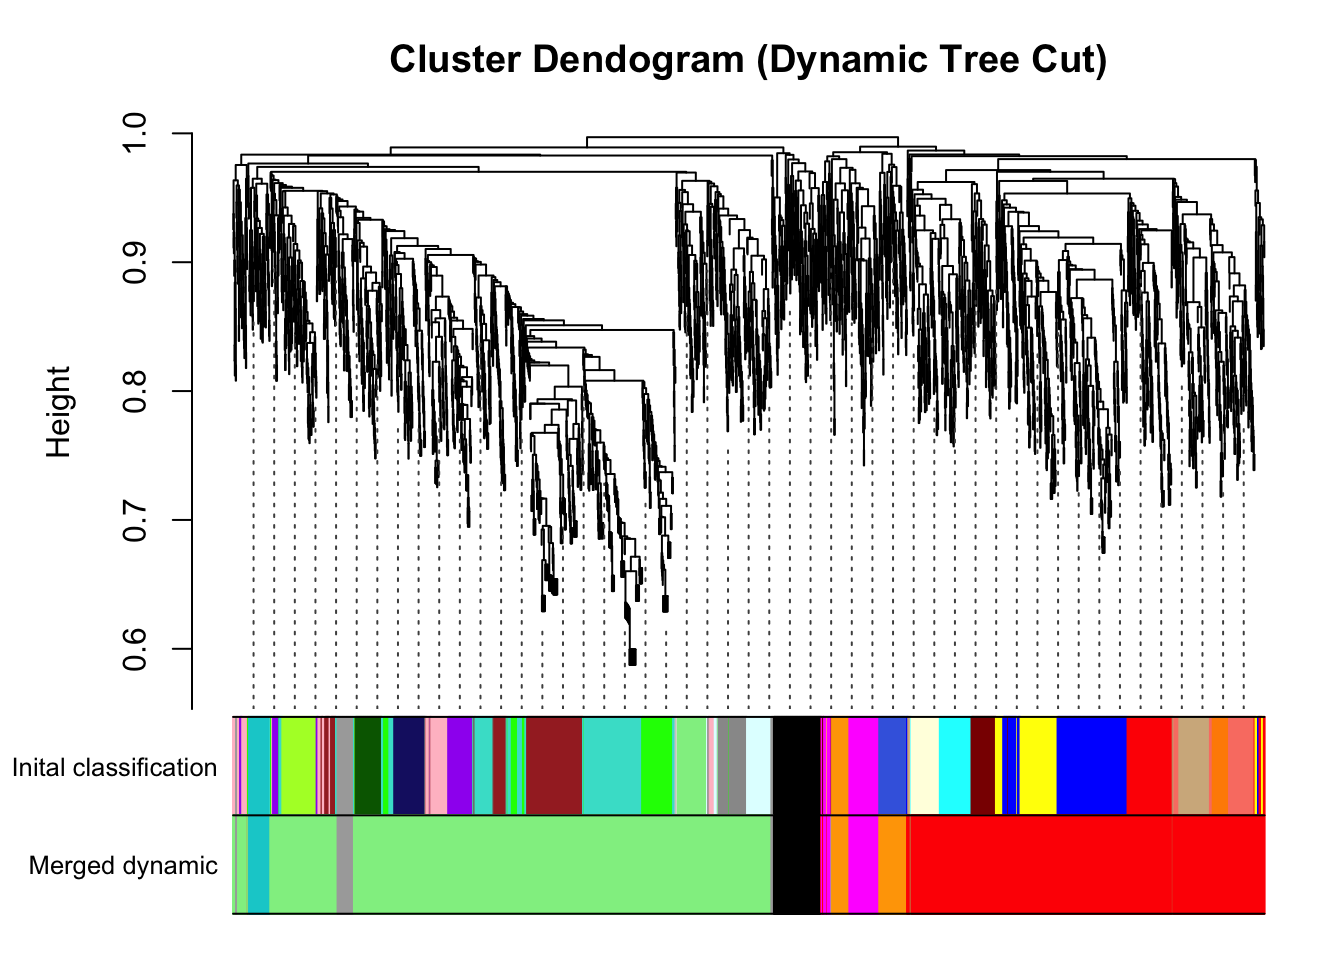 Cluster Dendogram (Dynamic Tree Cut)
Height
1.0
0.9
0.8
0.7
0.6
Inital classification
Merged dynamic